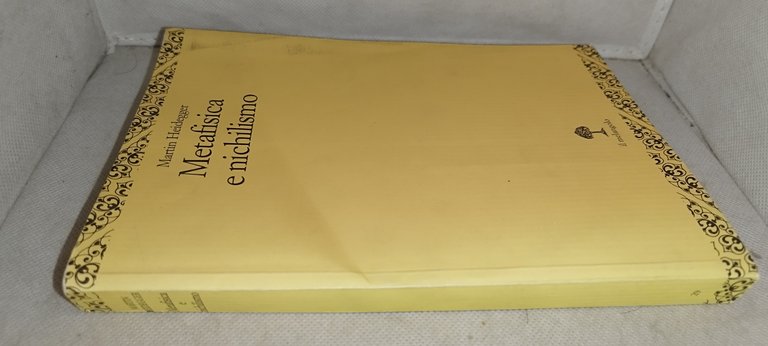 Martin Heidegger
Metafisica
e nichilismo
il melangolo